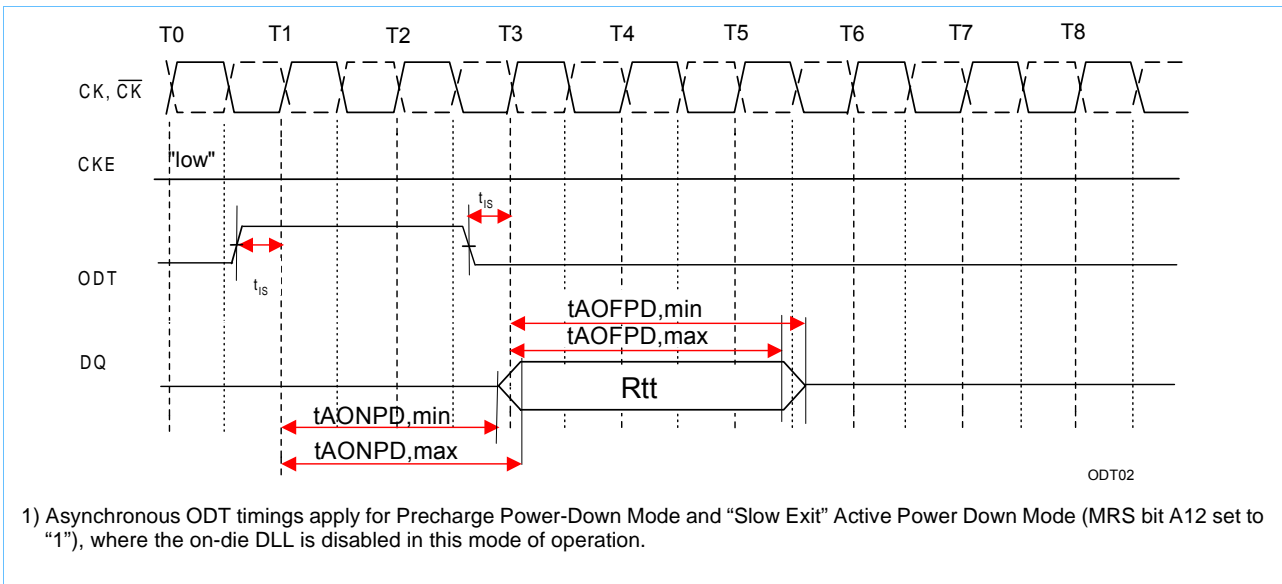 T0 T1 T2 T3 T4 T5 T6 T7 T8
CK, C̅K̅
CKE
"low"
tIS
ODT
tIS
tAOFPD,min
tAOFPD,max
DQ
Rtt
tAONPD,min
tAONPD,max
ODT02
1) Asynchronous ODT timings apply for Precharge Power-Down Mode and “Slow Exit” Active Power Down Mode (MRS bit A12 set to
“1”), where the on-die DLL is disabled in this mode of operation.